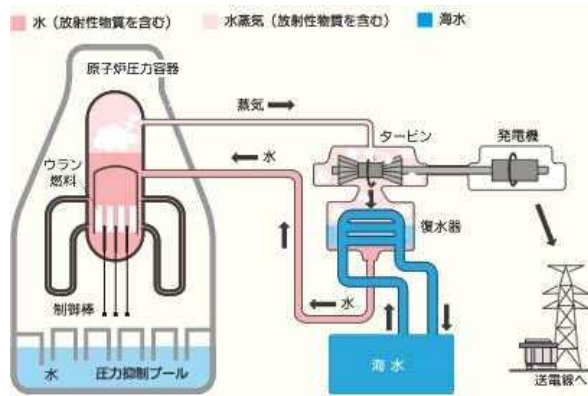 水（放射性物質を含む）
水蒸気（放射性物質を含む）
海水
原子炉圧力容器
蒸気
タービン
発電機
水
ウラン
燃料
復水器
制御棒
水
水
圧力抑制プール
海水
送電線へ